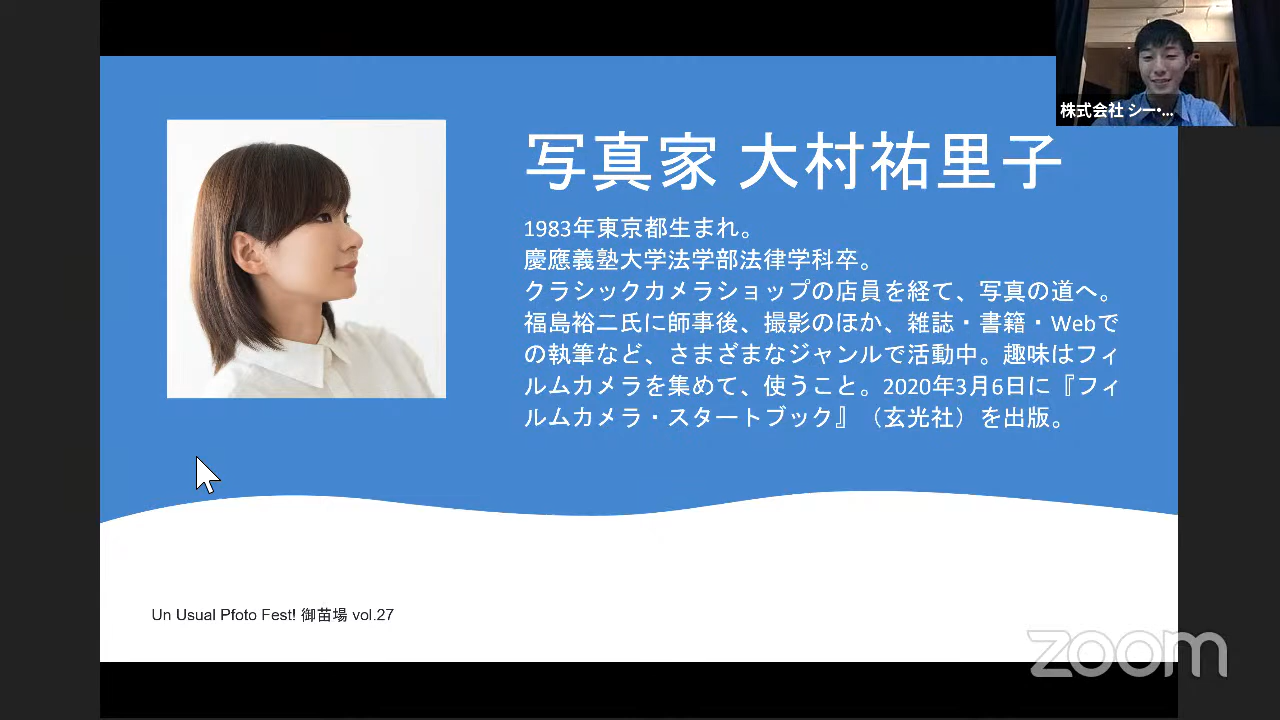 株式会社 シー・...
写真家 大村祐里子
1983年東京都生まれ。
慶應義塾大学法学部法律学科卒。
クラシックカメラショップの店員を経て、写真の道へ。
福島裕二氏に師事後、撮影のほか、雑誌・書籍・Webで
の執筆など、さまざまなジャンルで活動中。趣味はフィ
ルムカメラを集めて、使うこと。2020年3月6日に『フィ
ルムカメラ・スタートブック』（玄光社）を出版。
Un Usual Pfoto Fest! 御苗場 vol.27
zoom